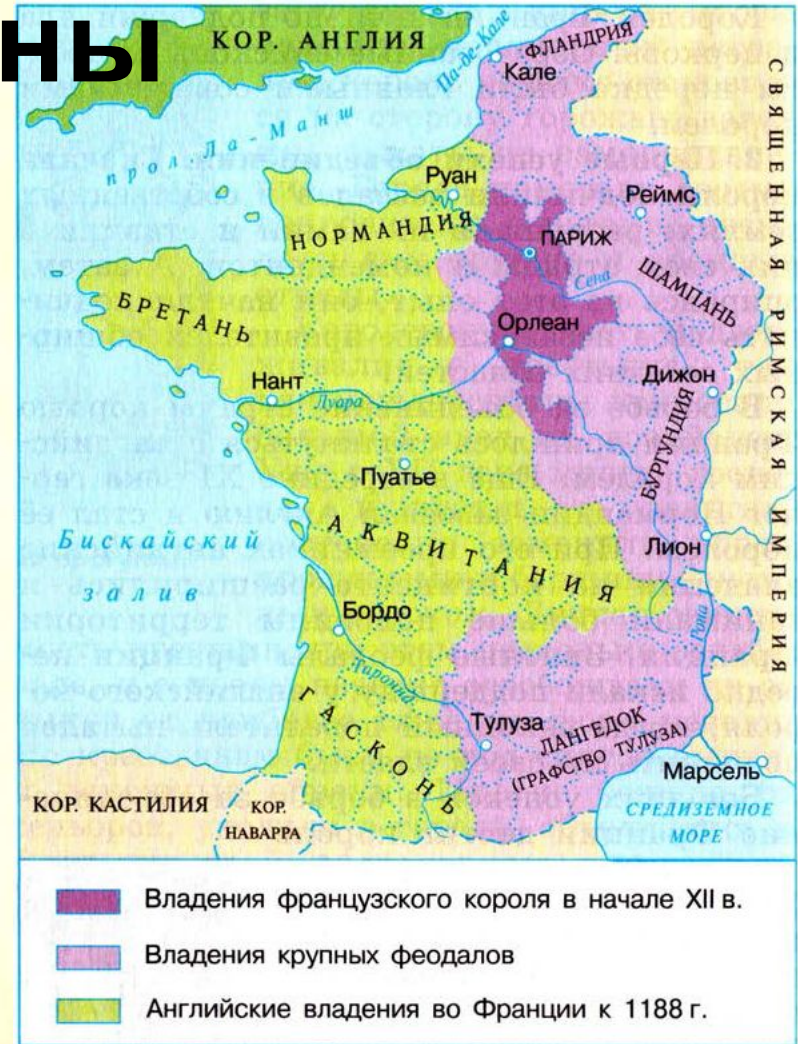 ны
КОР. АНГЛИЯ
Па-де-Кале
ФЛАНДРИЯ
Кале
прол. Ла-Манш
Руан
НОРМАНДИЯ
Реймс
ПАРИЖ
Сена
ШАМПАНЬ
БРЕТАНЬ
Орлеан
Нант
Луара
Дижон
БУРГУНДИЯ
Пуатье
АКВИТАНИЯ
Лион
Бискайский
залив
Бордо
Гаронна
Рона
ГАСКОНЬ
Тулуза
ЛАНГЕДОК
(ГРАФСТВО ТУЛУЗА)
Марсель
КОР. КАСТИЛИЯ
КОР.
НАВАРРА
СРЕДИЗЕМНОЕ
МОРЕ
СВЯЩЕННАЯ РИМСКАЯ ИМПЕРИЯ
Владения французского короля в начале XII в.
Владения крупных феодалов
Английские владения во Франции к 1188 г.